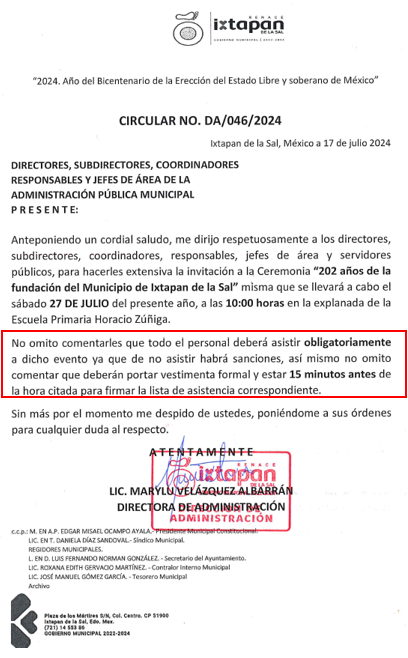 RENACE
ixtapan
DE LA SAL
GOBIERNO MUNICIPAL 2022-2024
“2024. Año del Bicentenario de la Erección del Estado Libre y soberano de México”
CIRCULAR NO. DA/046/2024
Ixtapan de la Sal, México a 17 de julio 2024
DIRECTORES, SUBDIRECTORES, COORDINADORES
RESPONSABLES Y JEFES DE ÁREA DE LA
ADMINISTRACIÓN PÚBLICA MUNICIPAL
P R E S E N T E:
Anteponiendo un cordial saludo, me dirijo respetuosamente a los directores,
subdirectores, coordinadores, responsables, jefes de área y servidores
públicos, para hacerles extensiva la invitación a la Ceremonia “202 años de la
fundación del Municipio de Ixtapan de la Sal” misma que se llevará a cabo el
sábado 27 DE JULIO del presente año, a las 10:00 horas en la explanada de la
Escuela Primaria Horacio Zúñiga.
No omito comentarles que todo el personal deberá asistir obligatoriamente
a dicho evento ya que de no asistir habrá sanciones, así mismo no omito
comentar que deberán portar vestimenta formal y estar 15 minutos antes de
la hora citada para firmar la lista de asistencia correspondiente.
Sin más por el momento me despido de ustedes, poniéndome a sus órdenes
para cualquier duda al respecto.
A T E N T A M E N T E
RENACE
ixtapan
DE LA SAL
LIC. MARYLU VELÁZQUEZ ALBARRÁN
DIRECTORA DE ADMINISTRACIÓN
ADMINISTRACIÓN
c.c.p.: M. EN A.P. EDGAR MISAEL OCAMPO AYALA.- Presidente Municipal Constitucional.
LIC. EN T. DANIELA DÍAZ SANDOVAL.- Síndico Municipal.
REGIDORES MUNICIPALES.
L. EN D. LUIS FERNANDO NORMAN GONZÁLEZ. - Secretario del Ayuntamiento.
LIC. ROXANA EDITH GERVACIO MARTÍNEZ. - Contralor Interno Municipal
LIC. JOSÉ MANUEL GÓMEZ GARCÍA. - Tesorero Municipal
Archivo
Plaza de los Mártires S/N, Col. Centro. CP 51900
Ixtapan de la Sal, Edo. Mex.
(721) 14 553 86
GOBIERNO MUNICIPAL 2022-2024